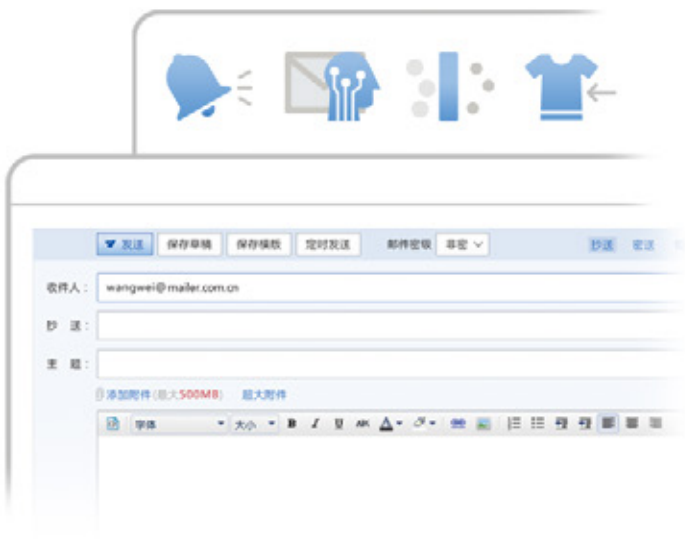 发送 保存草稿 保存模版 定时发送 邮件密级 非密 抄送 密送
收件人: wangwei@mailer.com.cn
抄 送:
主 题:
添加附件(最大500MB) 超大附件
字体 大小 B I U ABC A